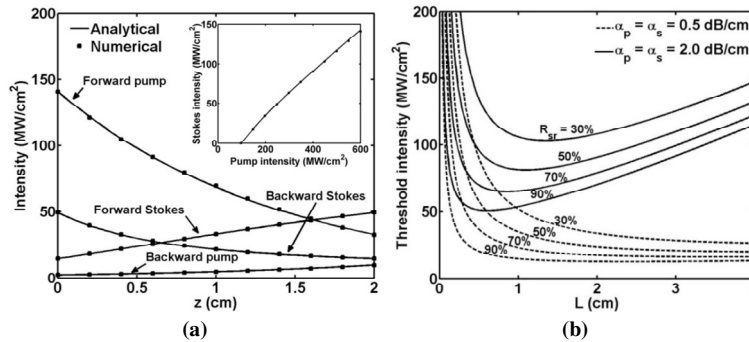 (a)
200
150
100
50
0
Intensity (MW/cm²)
Analytical
Numerical
Forward pump
Forward Stokes
Backward Stokes
Backward pump
0
0.5
1
1.5
2
z (cm)
Stokes intensity (MW/cm²)
150
100
50
0
0
200
400
600
Pump intensity (MW/cm²)
(a)
(b)
200
150
100
50
Threshold intensity (MW/cm²)
αp = αs = 0.5 dB/cm
αp = αs = 2.0 dB/cm
Rsr = 30%
50%
70%
90%
30%
50%
70%
90%
0
1
2
3
L (cm)
(b)